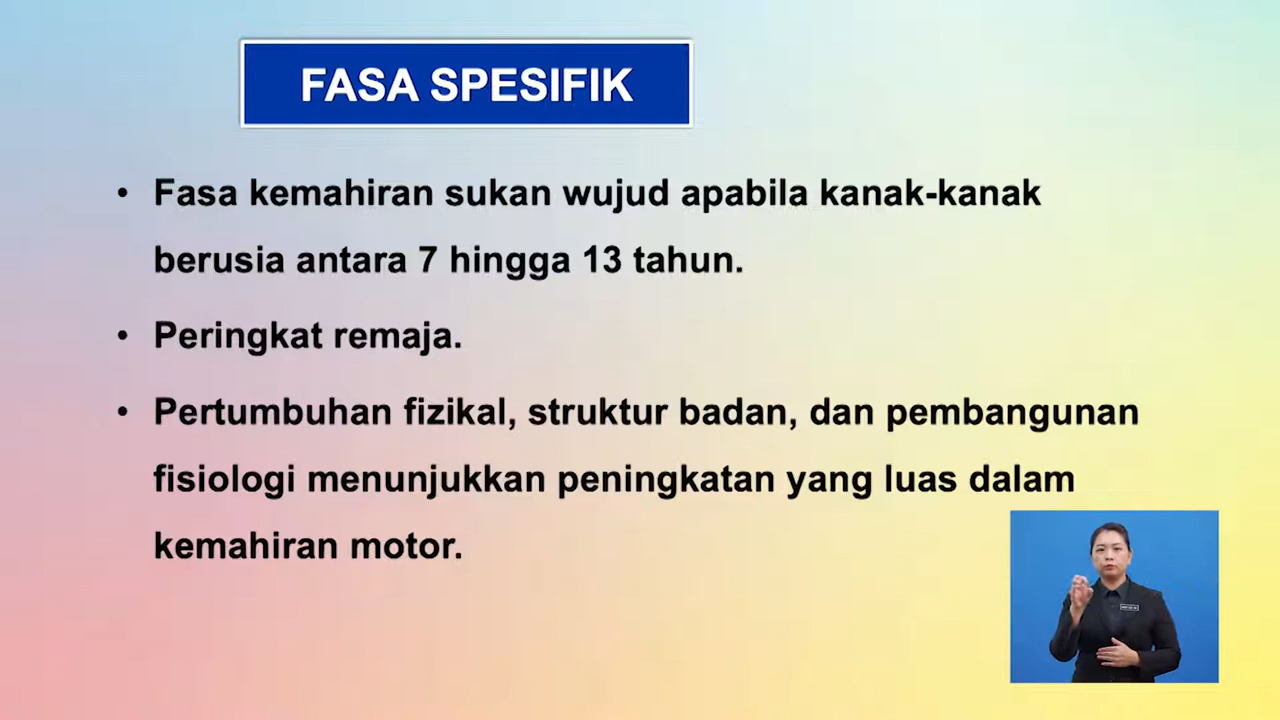 FASA SPESIFIK
• Fasa kemahiran sukan wujud apabila kanak-kanak
berusia antara 7 hingga 13 tahun.
• Peringkat remaja.
• Pertumbuhan fizikal, struktur badan, dan pembangunan
fisiologi menunjukkan peningkatan yang luas dalam
kemahiran motor.